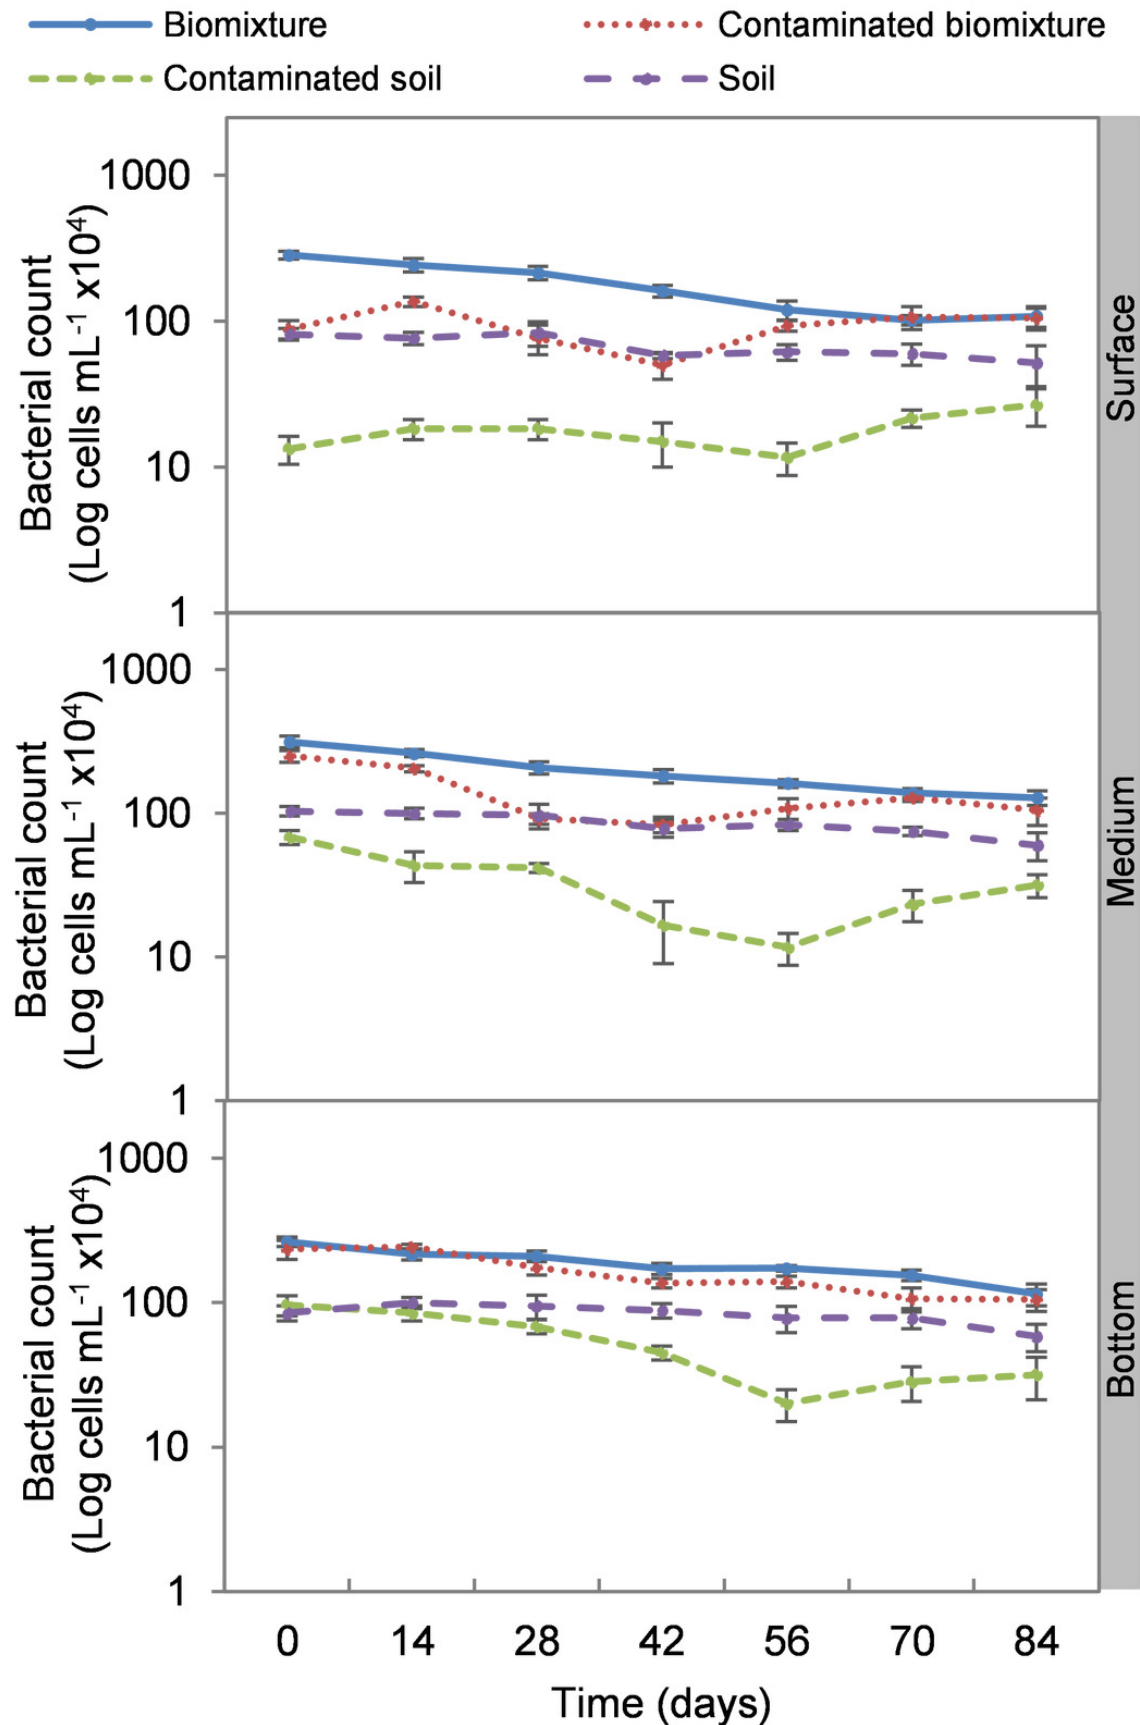 Biomixture
Contaminated biomixture
Contaminated soil
Soil
1000
100
10
1
Bacterial count
(Log cells mL⁻¹ x10⁴)
Surface
1000
100
10
1
Bacterial count
(Log cells mL⁻¹ x10⁴)
Medium
1000
100
10
1
Bacterial count
(Log cells mL⁻¹ x10⁴)
Bottom
0 14 28 42 56 70 84
Time (days)